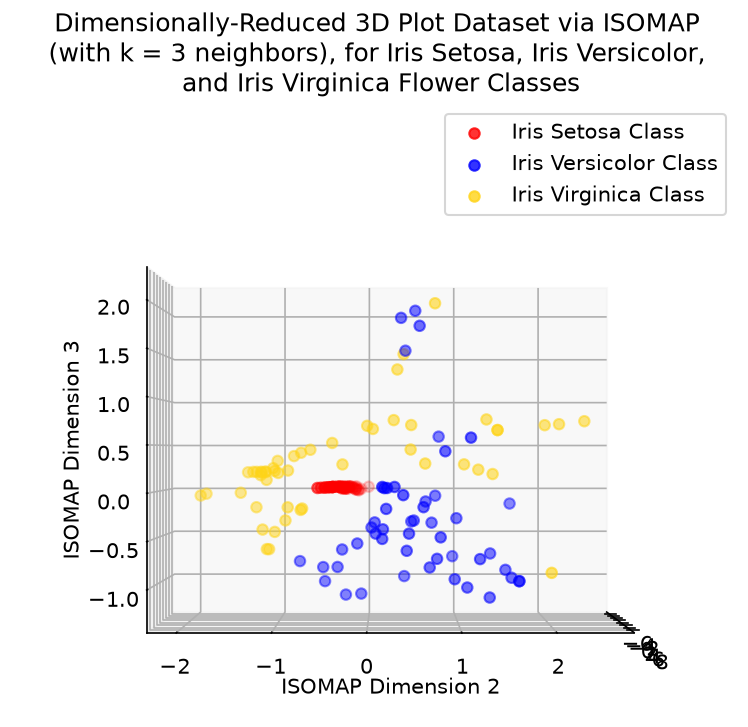 Dimensionally-Reduced 3D Plot Dataset via ISOMAP
(with k = 3 neighbors), for Iris Setosa, Iris Versicolor,
and Iris Virginica Flower Classes
Iris Setosa Class
Iris Versicolor Class
Iris Virginica Class
2.0
1.5
1.0
0.5
0.0
−0.5
−1.0
ISOMAP Dimension 3
−2
−1
0
1
2
ISOMAP Dimension 2